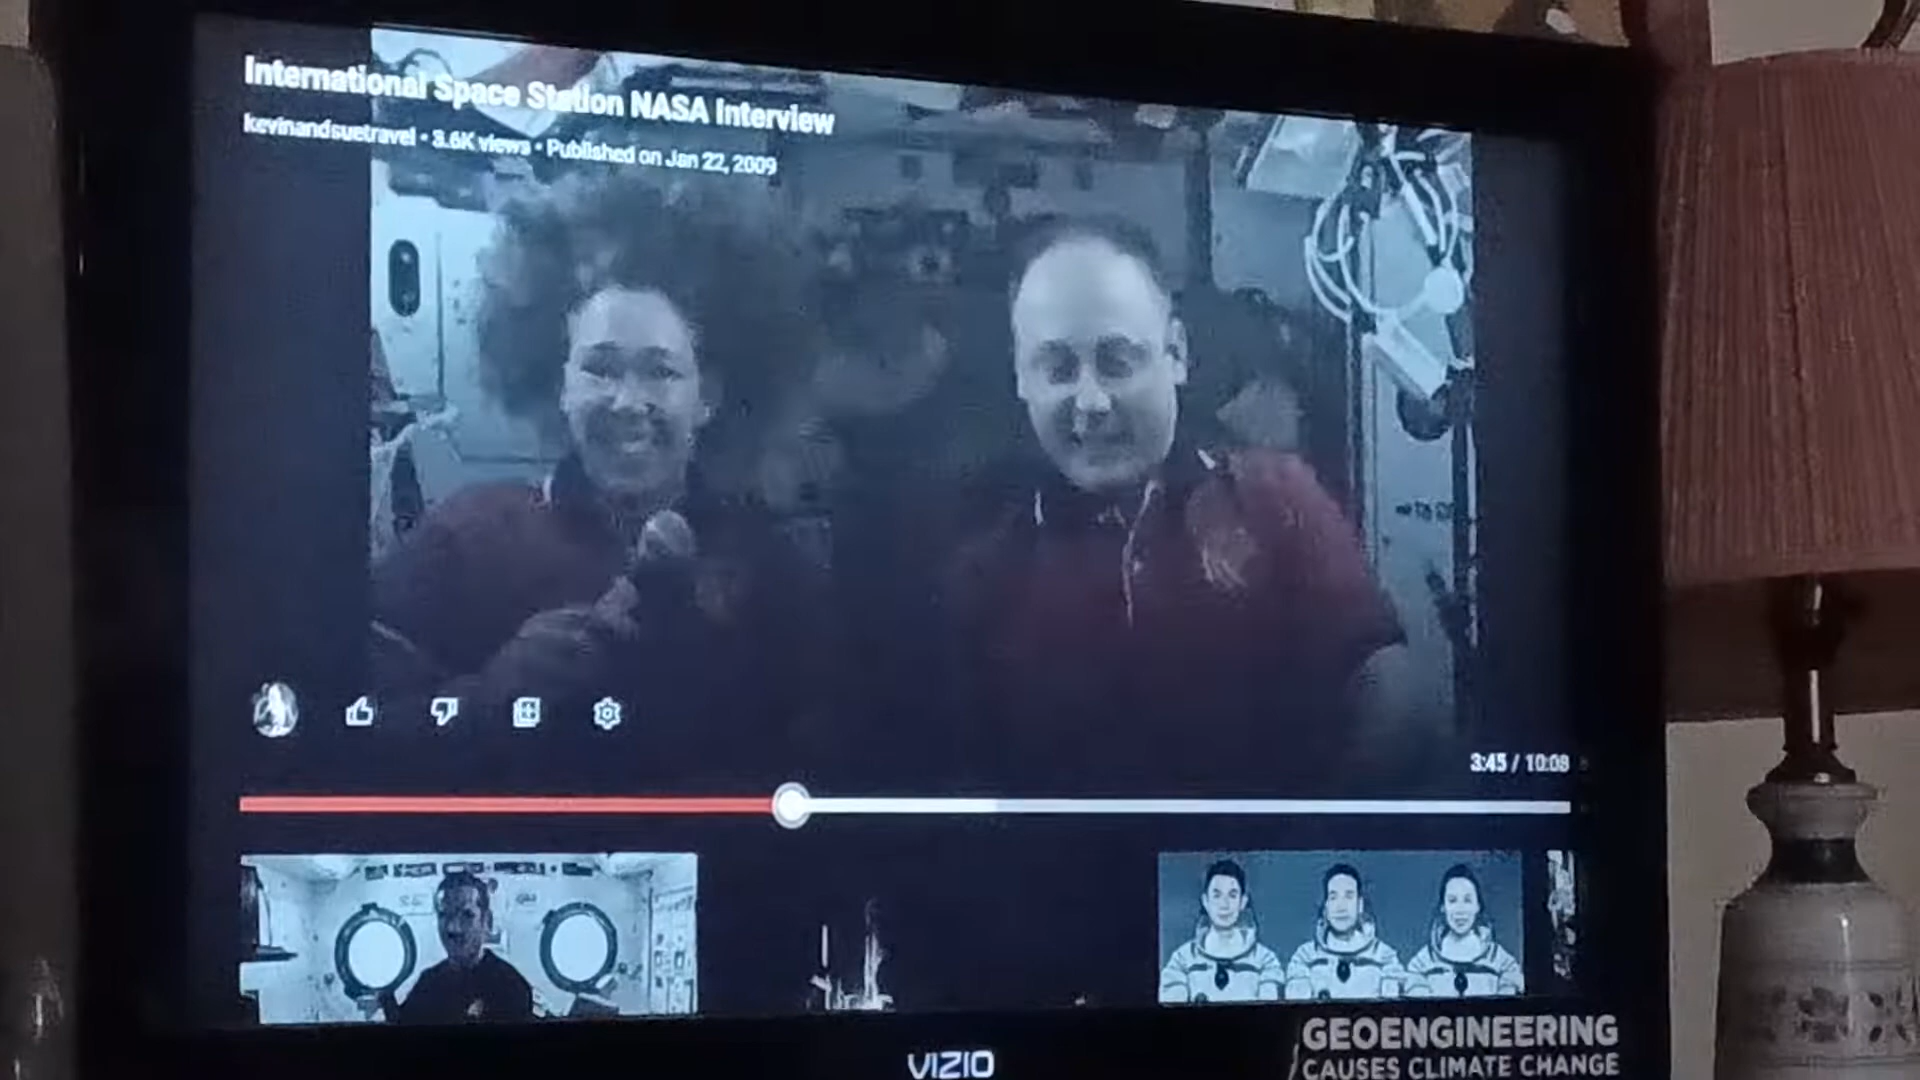 International Space Station NASA Interview
kevinandsuetravel • 3.6K views • Published on Jan 22, 2009
3:45 / 10:08
VIZIO
GEOENGINEERING
CAUSES CLIMATE CHANGE